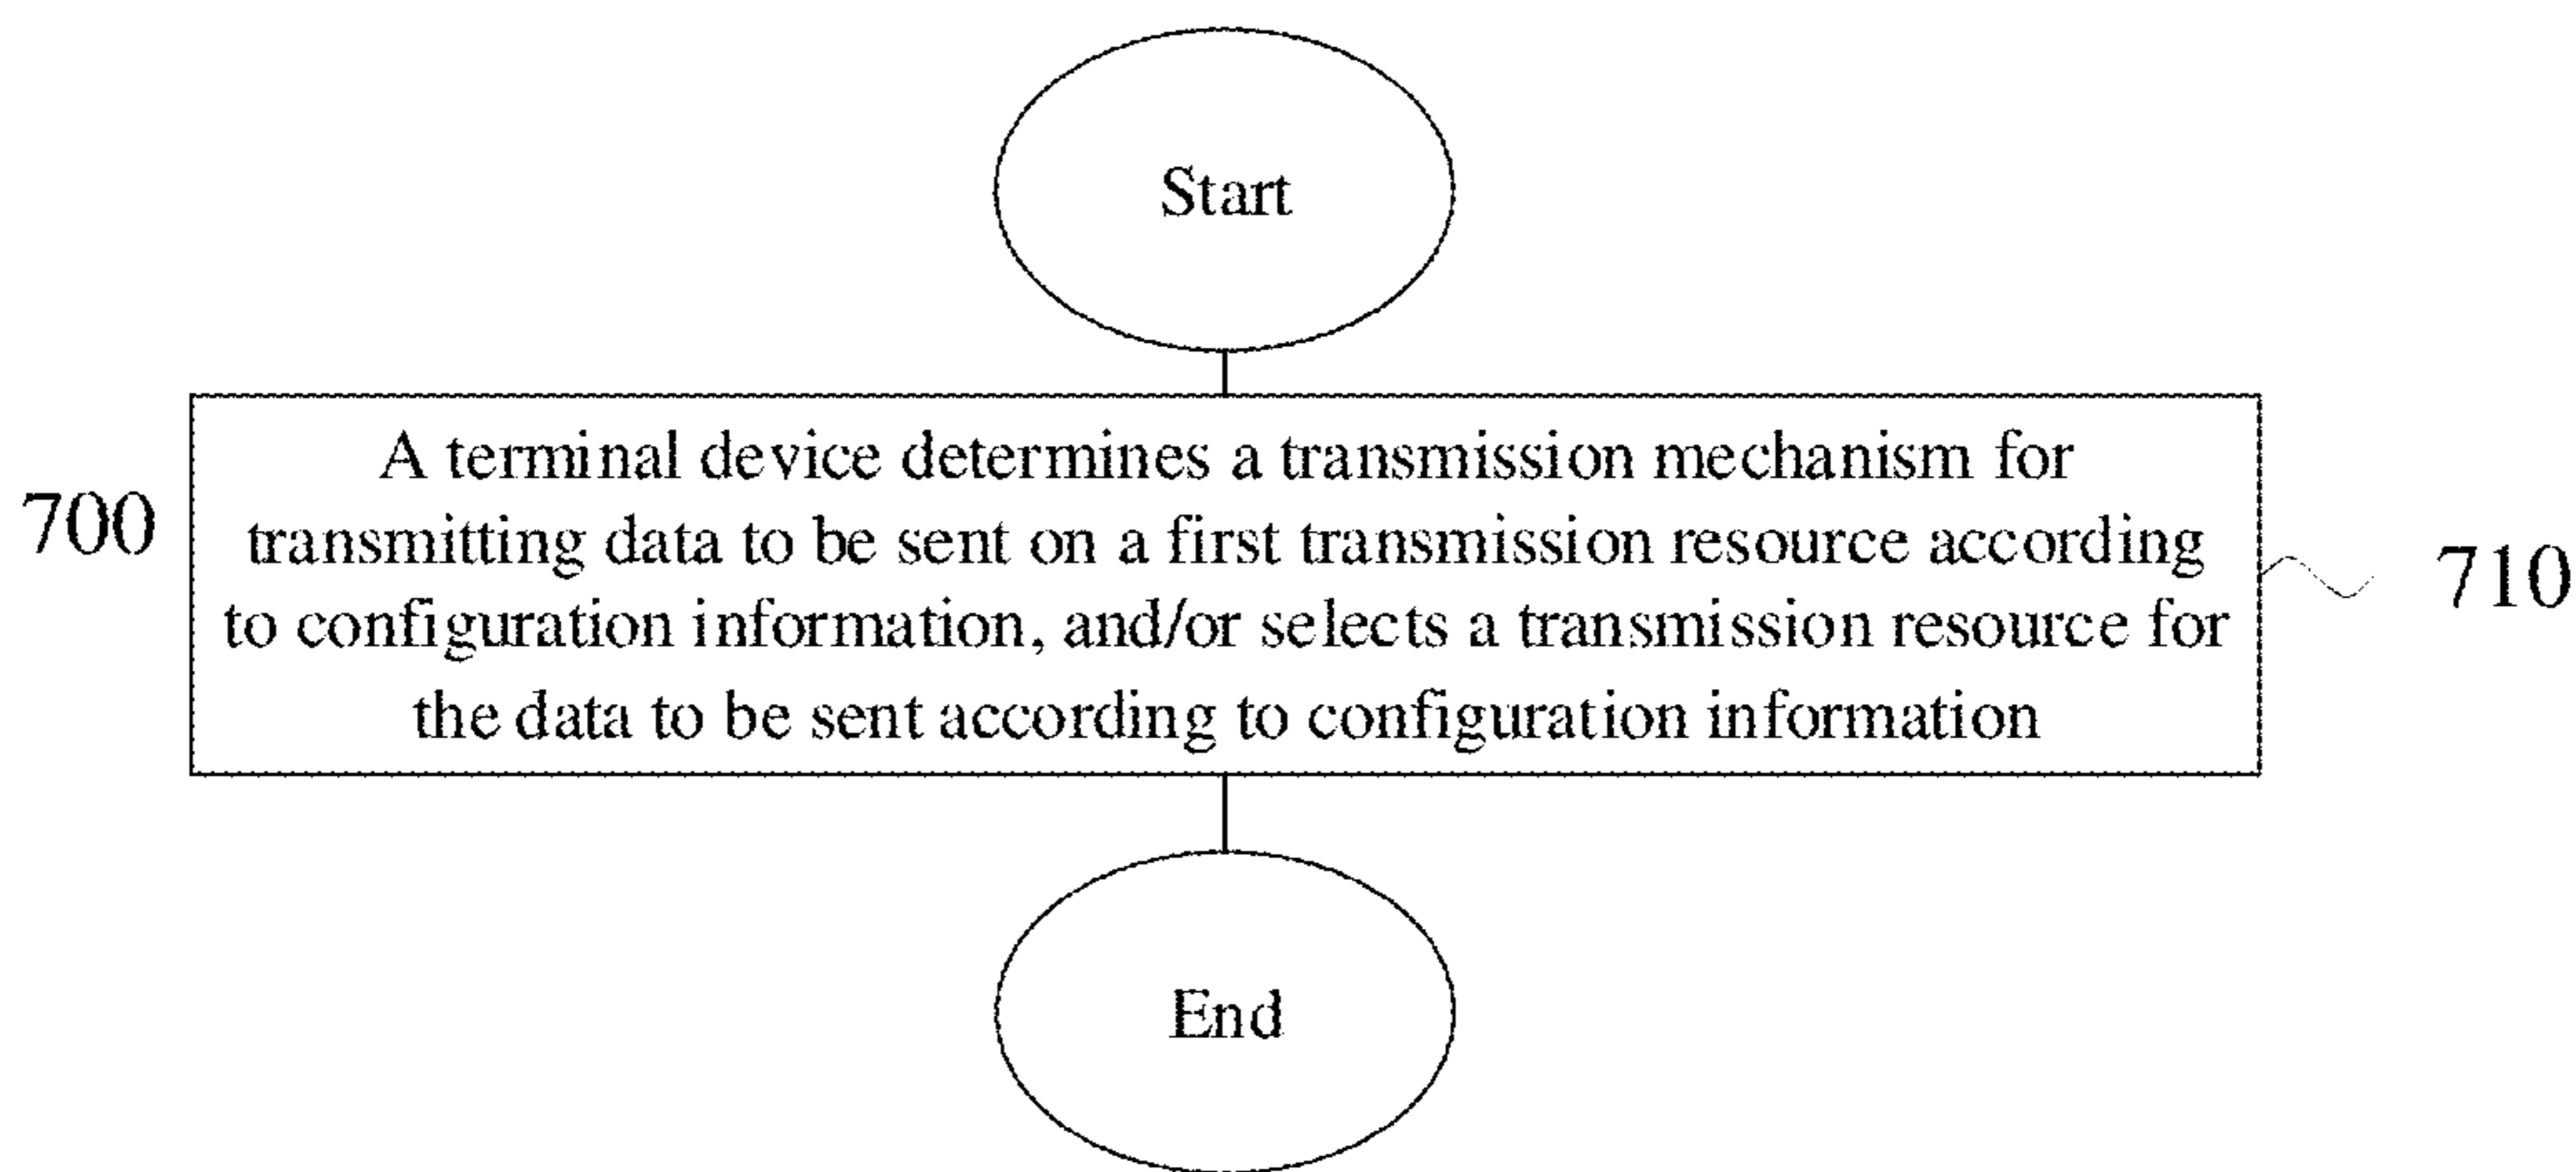 Start
700
A terminal device determines a transmission mechanism for
transmitting data to be sent on a first transmission resource according
to configuration information, and/or selects a transmission resource for
the data to be sent according to configuration information
710
End